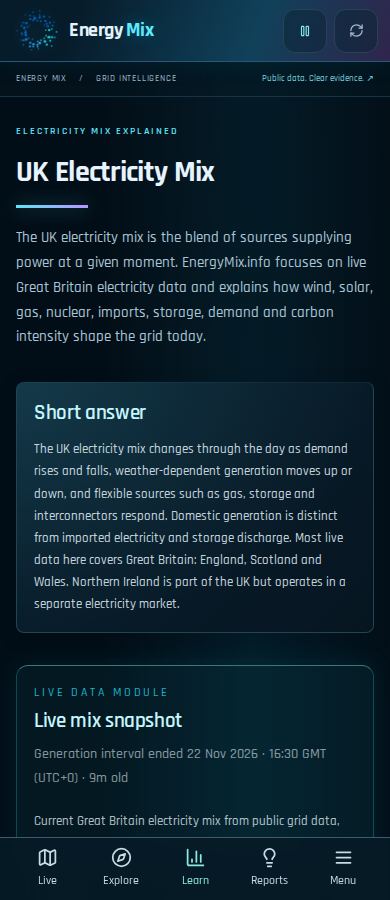 Energy Mix
ENERGY MIX / GRID INTELLIGENCE
Public data. Clear evidence. ↗
ELECTRICITY MIX EXPLAINED
UK Electricity Mix
The UK electricity mix is the blend of sources supplying
power at a given moment. EnergyMix.info focuses on live
Great Britain electricity data and explains how wind, solar,
gas, nuclear, imports, storage, demand and carbon
intensity shape the grid today.
Short answer
The UK electricity mix changes through the day as demand
rises and falls, weather-dependent generation moves up or
down, and flexible sources such as gas, storage and
interconnectors respond. Domestic generation is distinct
from imported electricity and storage discharge. Most live
data here covers Great Britain: England, Scotland and
Wales. Northern Ireland is part of the UK but operates in a
separate electricity market.
LIVE DATA MODULE
Live mix snapshot
Generation interval ended 22 Nov 2026 · 16:30 GMT
(UTC+0) · 9m old
Current Great Britain electricity mix from public grid data,
Live
Explore
Learn
Reports
Menu